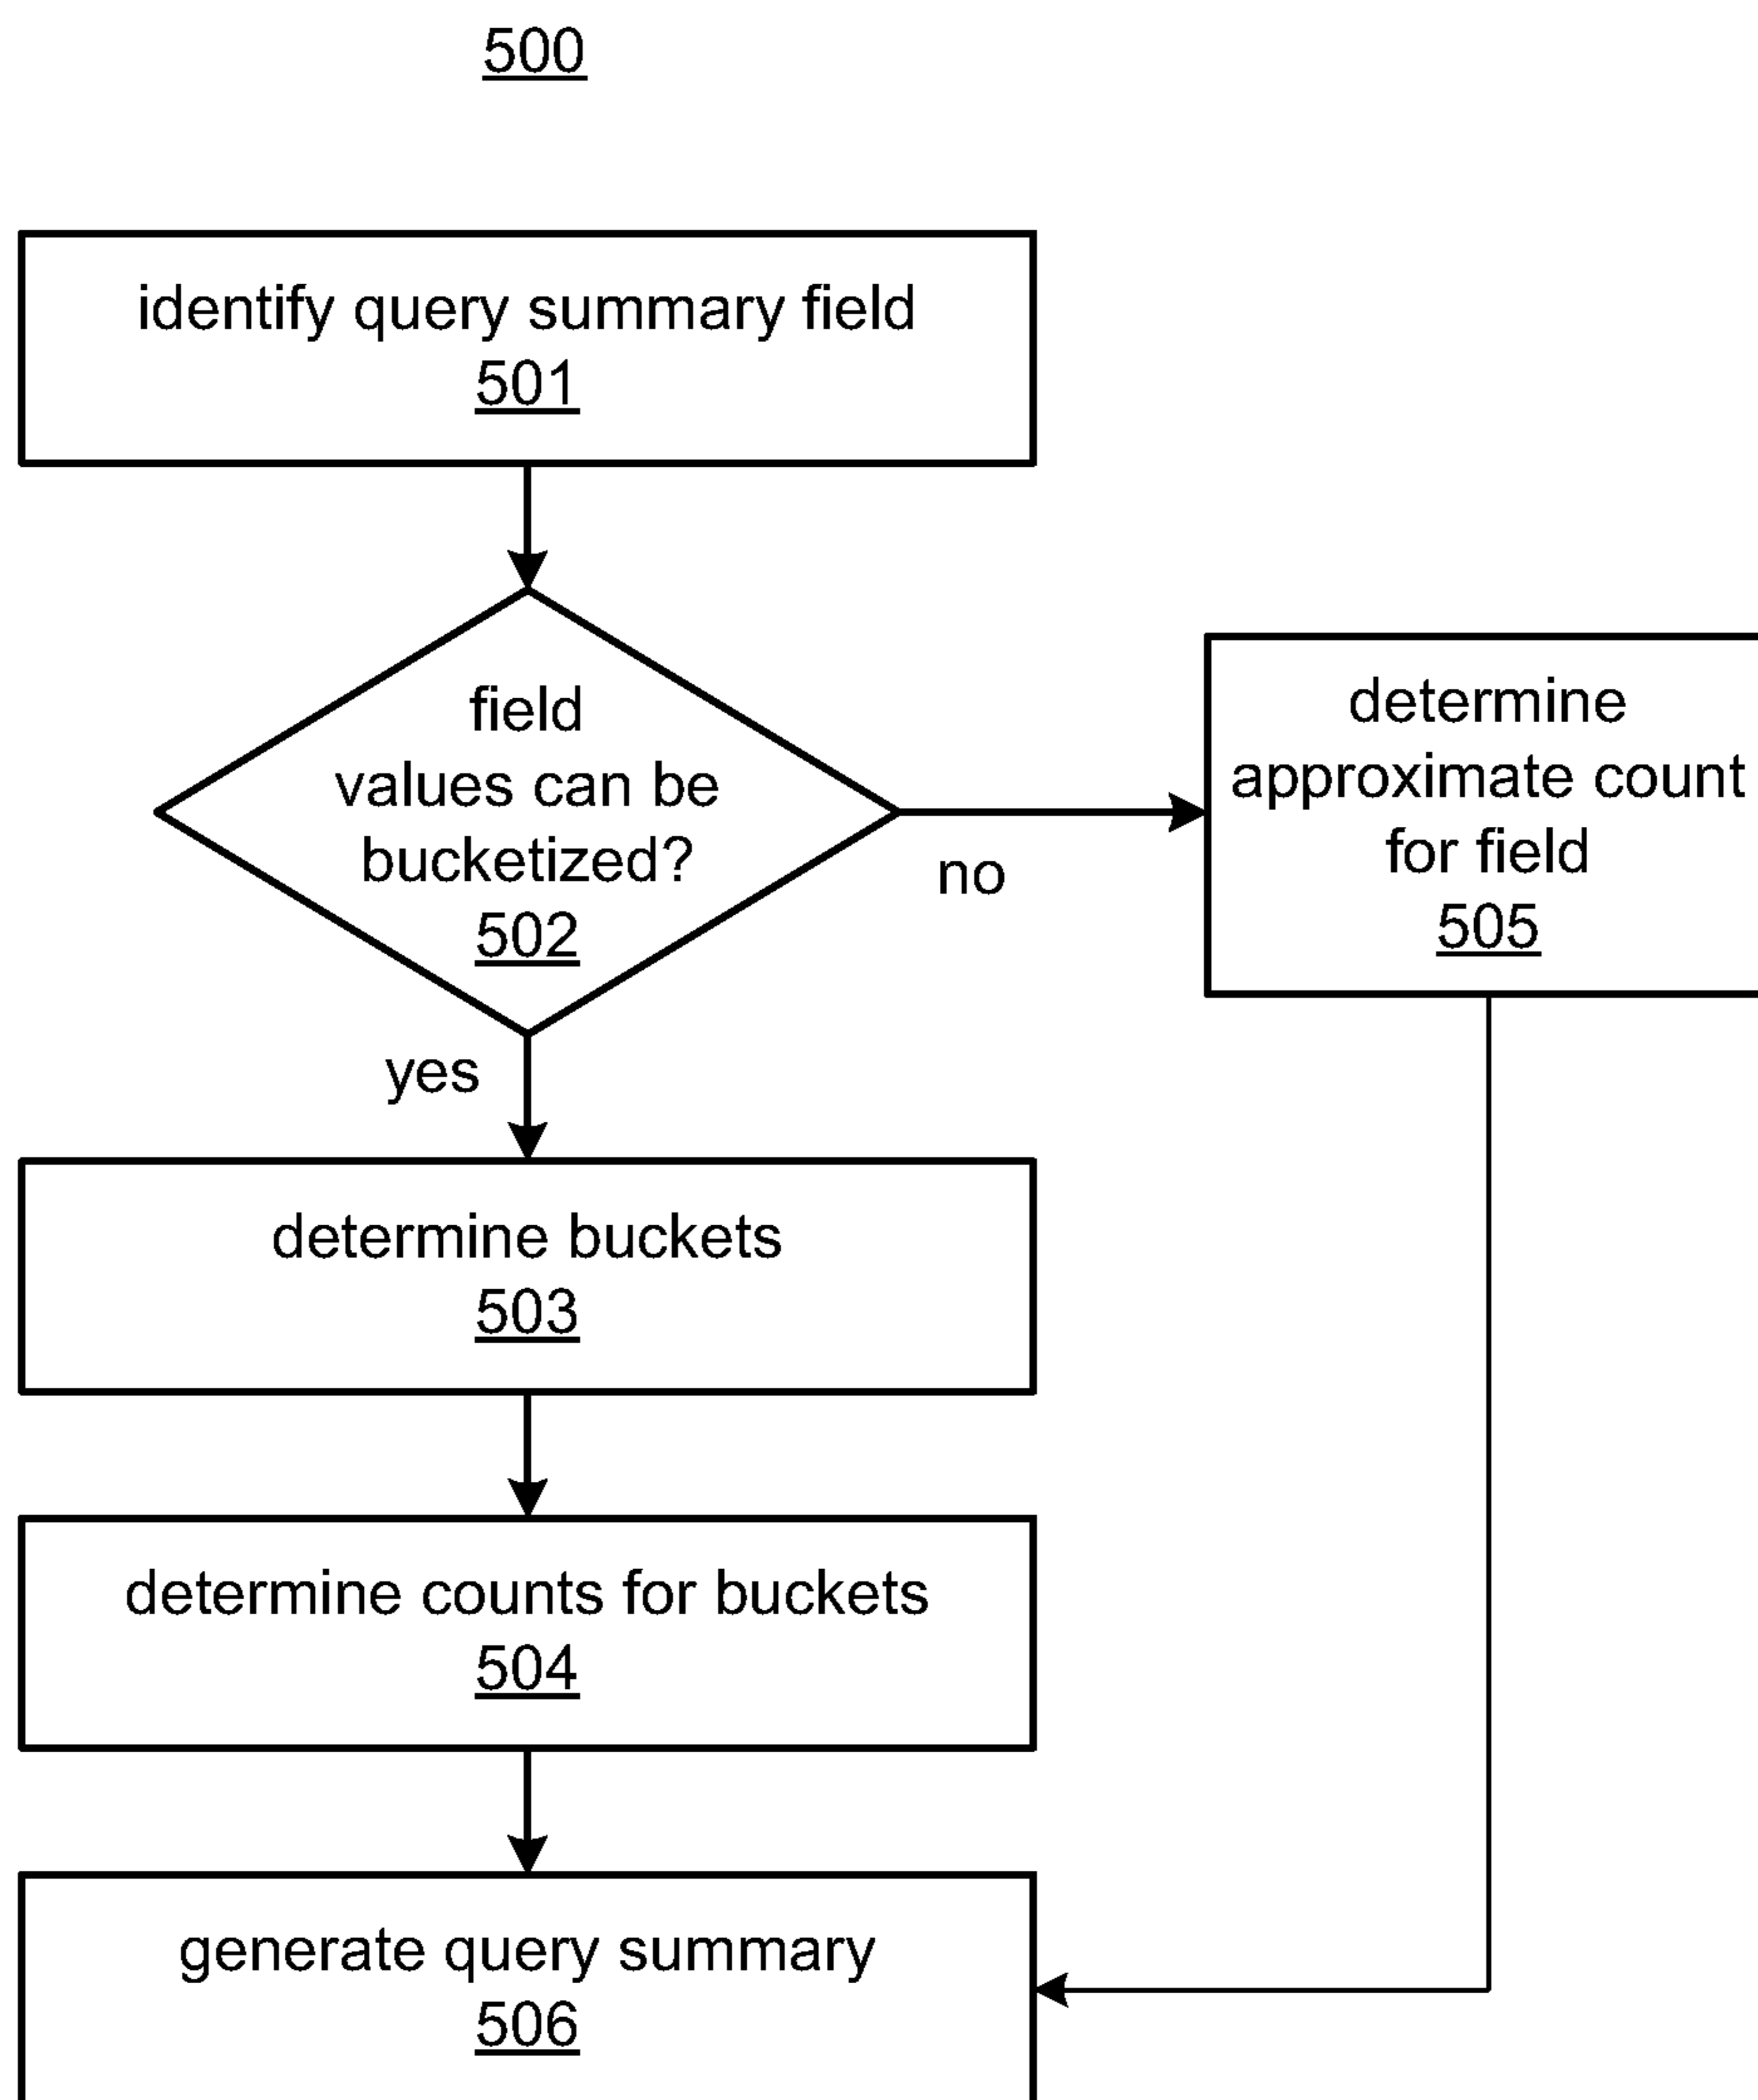 500
identify query summary field
501
field
values can be
bucketized?
502
no
determine
approximate count
for field
505
yes
determine buckets
503
determine counts for buckets
504
generate query summary
506